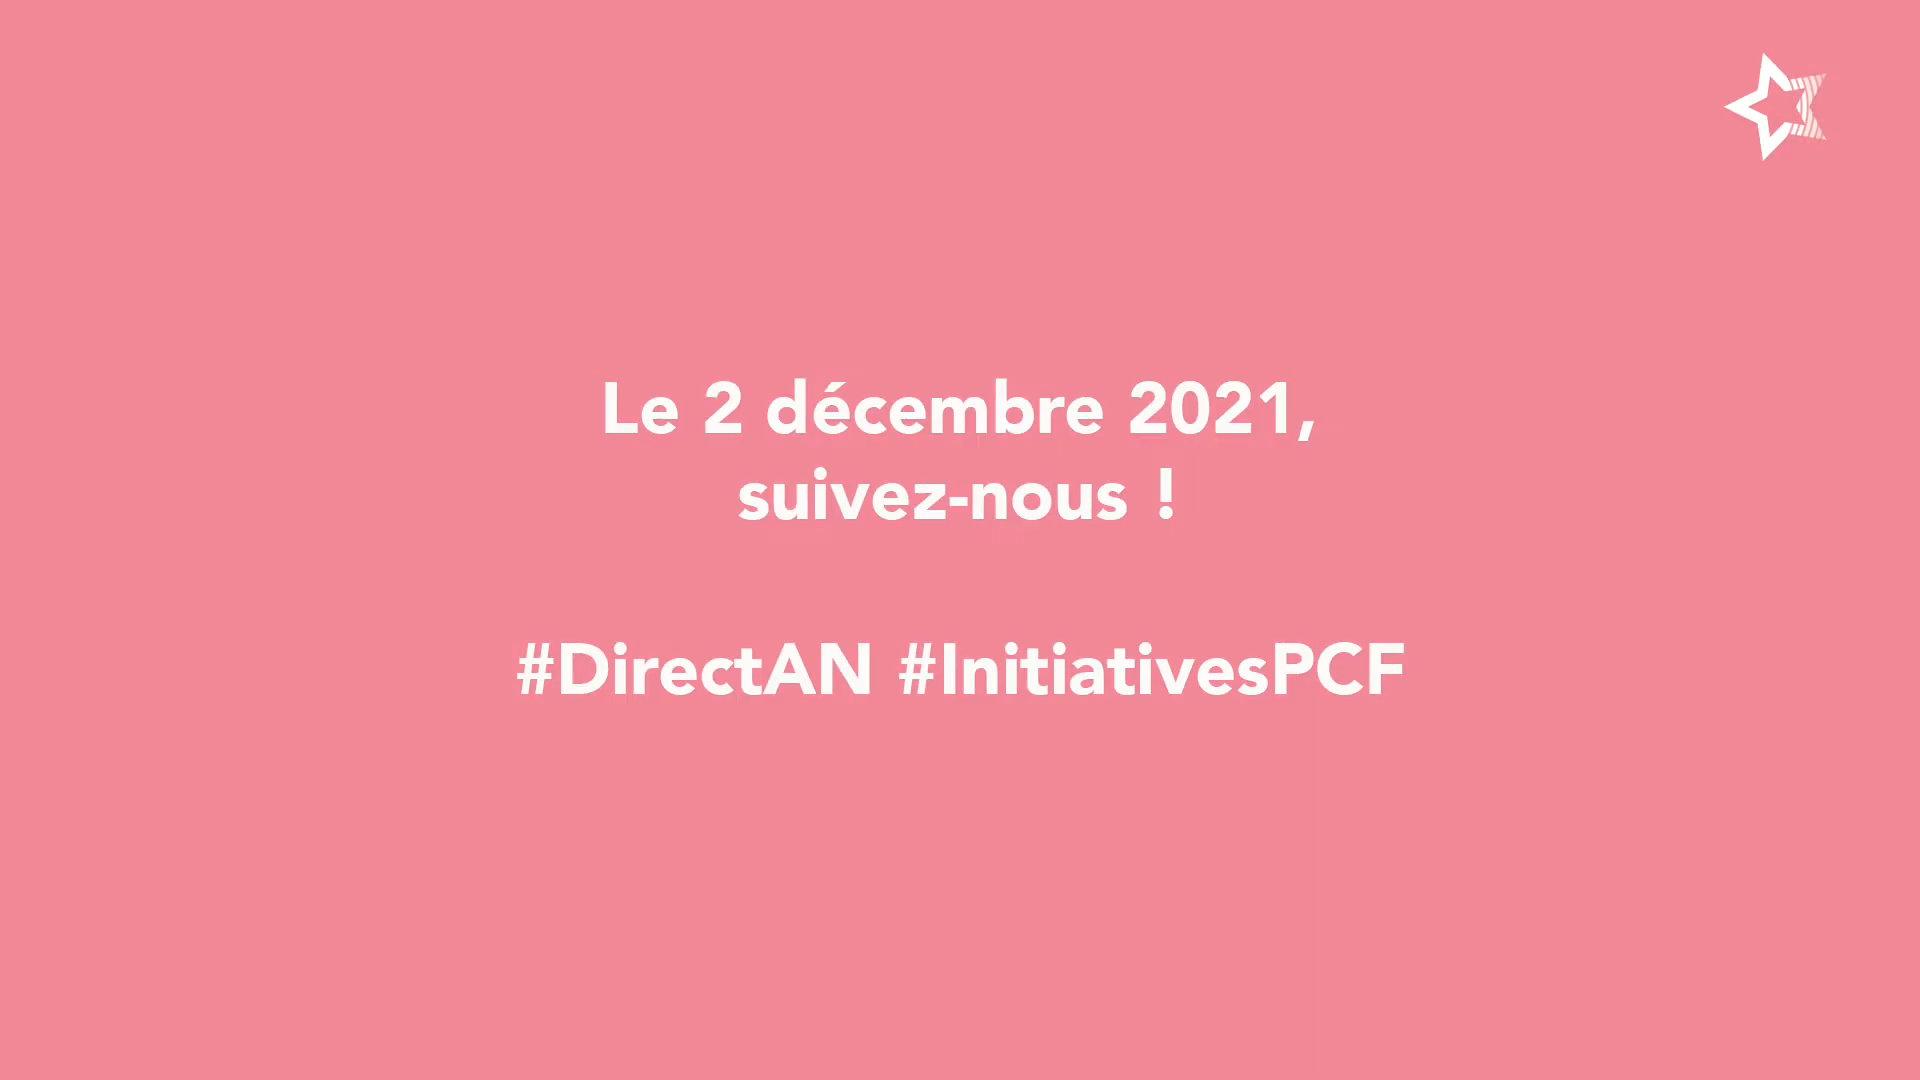 Le 2 décembre 2021,
suivez-nous !
#DirectAN #InitiativesPCF